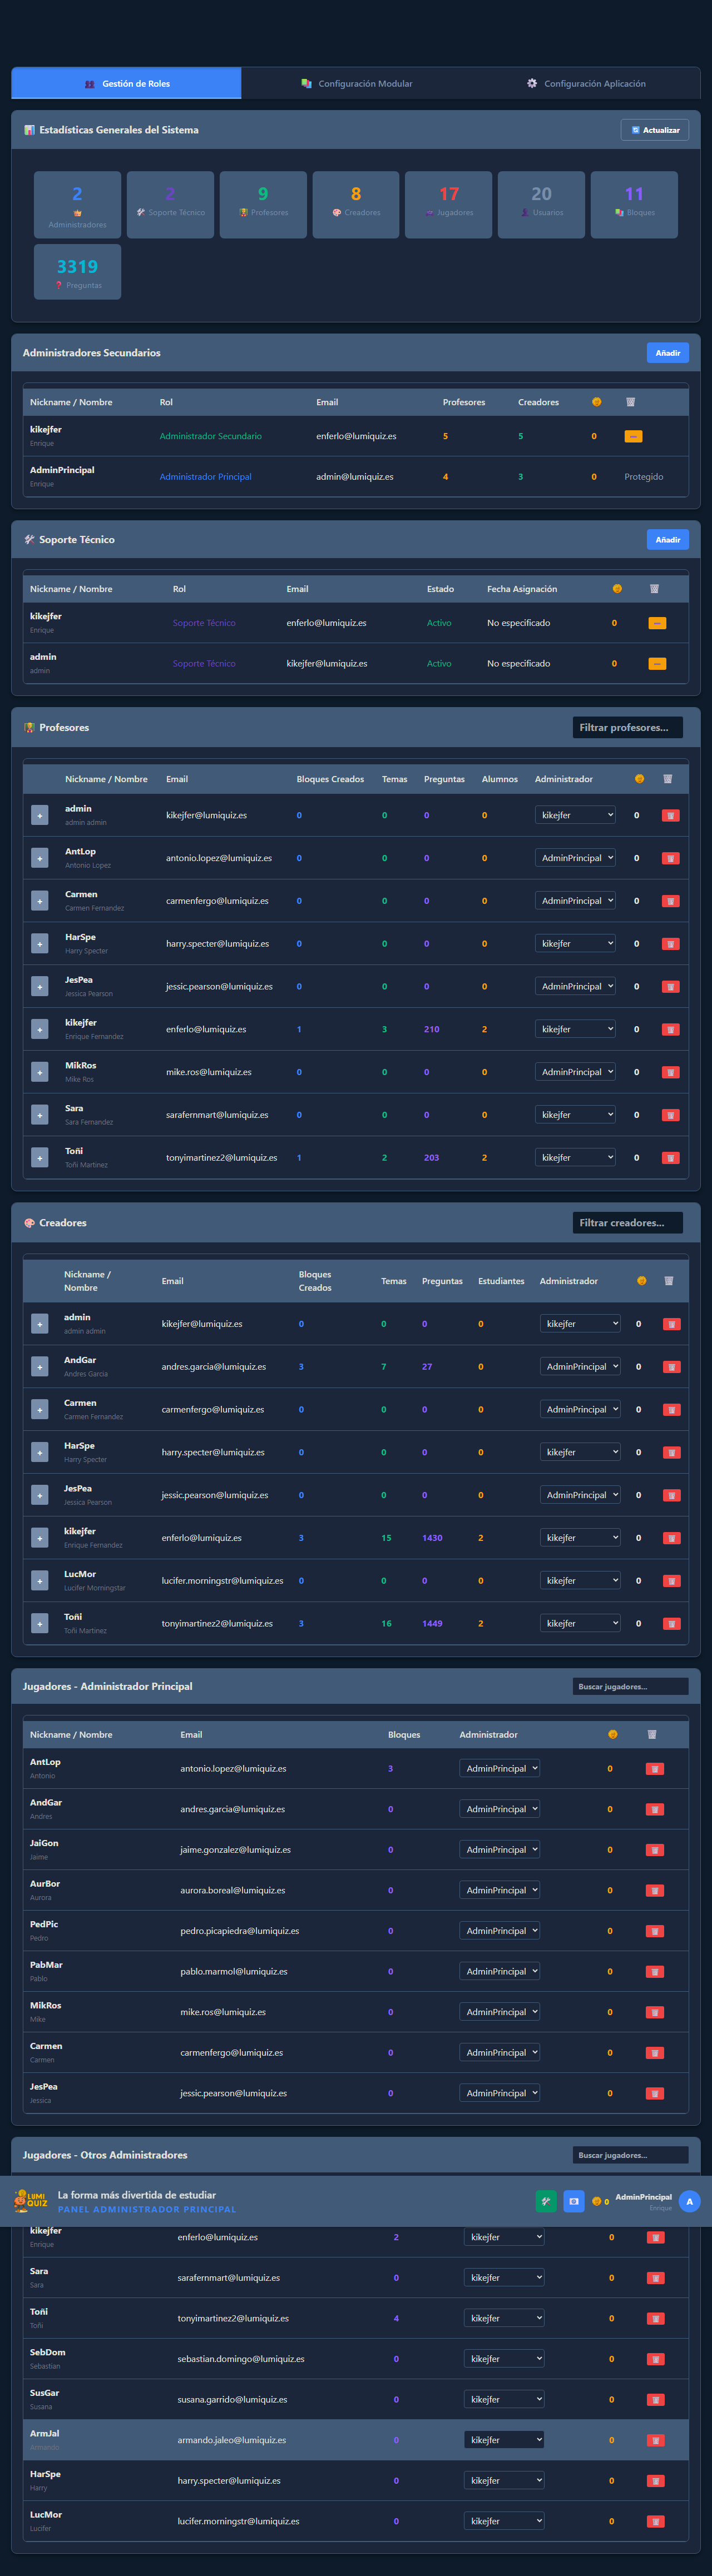 Gestión de Roles
Configuración Modular
Configuración Aplicación
Estadísticas Generales del Sistema
Actualizar
2
Administradores
2
Soporte Técnico
9
Profesores
8
Creadores
17
Jugadores
20
Usuarios
11
Bloques
3319
Preguntas
Administradores Secundarios
Añadir
Nickname / Nombre Rol Email Profesores Creadores
kikejfer Administrador Secundario enferlo@lumiquiz.es 5 5 0
Enrique
AdminPrincipal Administrador Principal admin@lumiquiz.es 4 3 0 Protegido
Enrique
Soporte Técnico
Añadir
Nickname / Nombre Rol Email Estado Fecha Asignación
kikejfer Soporte Técnico enferlo@lumiquiz.es Activo No especificado 0
Enrique
admin Soporte Técnico kikejfer@lumiquiz.es Activo No especificado 0
admin
Profesores
Filtrar profesores...
Nickname / Nombre Email Bloques Creados Temas Preguntas Alumnos Administrador
+ admin kikejfer@lumiquiz.es 0 0 0 0 kikejfer 0
admin admin
+ AntLop antonio.lopez@lumiquiz.es 0 0 0 0 AdminPrincipal 0
Antonio Lopez
+ Carmen carmenfergo@lumiquiz.es 0 0 0 0 AdminPrincipal 0
Carmen Fernandez
+ HarSpe harry.specter@lumiquiz.es 0 0 0 0 kikejfer 0
Harry Specter
+ JesPea jessic.pearson@lumiquiz.es 0 0 0 0 AdminPrincipal 0
Jessica Pearson
+ kikejfer enferlo@lumiquiz.es 1 3 210 2 kikejfer 0
Enrique Fernandez
+ MikRos mike.ros@lumiquiz.es 0 0 0 0 AdminPrincipal 0
Mike Ros
+ Sara sarafernmart@lumiquiz.es 0 0 0 0 kikejfer 0
Sara Fernandez
+ Toñi tonyimartinez2@lumiquiz.es 1 2 203 2 kikejfer 0
Toñi Martinez
Creadores
Filtrar creadores...
Nickname / Nombre Email Bloques Creados Temas Preguntas Estudiantes Administrador
+ admin kikejfer@lumiquiz.es 0 0 0 0 kikejfer 0
admin admin
+ AndGar andres.garcia@lumiquiz.es 3 7 27 0 AdminPrincipal 0
Andres Garcia
+ Carmen carmenfergo@lumiquiz.es 0 0 0 0 AdminPrincipal 0
Carmen Fernandez
+ HarSpe harry.specter@lumiquiz.es 0 0 0 0 kikejfer 0
Harry Specter
+ JesPea jessic.pearson@lumiquiz.es 0 0 0 0 AdminPrincipal 0
Jessica Pearson
+ kikejfer enferlo@lumiquiz.es 3 15 1430 2 kikejfer 0
Enrique Fernandez
+ LucMor lucifer.morningstr@lumiquiz.es 0 0 0 0 kikejfer 0
Lucifer Morningstar
+ Toñi tonyimartinez2@lumiquiz.es 3 16 1449 2 kikejfer 0
Toñi Martinez
Jugadores - Administrador Principal
Buscar jugadores...
Nickname / Nombre Email Bloques Administrador
AntLop antonio.lopez@lumiquiz.es 3 AdminPrincipal 0
Antonio
AndGar andres.garcia@lumiquiz.es 0 AdminPrincipal 0
Andres
JaiGon jaime.gonzalez@lumiquiz.es 0 AdminPrincipal 0
Jaime
AurBor aurora.boreal@lumiquiz.es 0 AdminPrincipal 0
Aurora
PedPic pedro.picapiedra@lumiquiz.es 0 AdminPrincipal 0
Pedro
PabMar pablo.marmol@lumiquiz.es 0 AdminPrincipal 0
Pablo
MikRos mike.ros@lumiquiz.es 0 AdminPrincipal 0
Mike
Carmen carmenfergo@lumiquiz.es 0 AdminPrincipal 0
Carmen
JesPea jessic.pearson@lumiquiz.es 0 AdminPrincipal 0
Jessica
Jugadores - Otros Administradores
Buscar jugadores...
LUMI QUIZ
La forma más divertida de estudiar
PANEL ADMINISTRADOR PRINCIPAL
0
AdminPrincipal
Enrique
A
kikejfer enferlo@lumiquiz.es 2 kikejfer 0
Enrique
Sara sarafernmart@lumiquiz.es 0 kikejfer 0
Sara
Toñi tonyimartinez2@lumiquiz.es 4 kikejfer 0
Toñi
SebDom sebastian.domingo@lumiquiz.es 0 kikejfer 0
Sebastian
SusGar susana.garrido@lumiquiz.es 0 kikejfer 0
Susana
ArmJal armando.jaleo@lumiquiz.es 0 kikejfer 0
Armando
HarSpe harry.specter@lumiquiz.es 0 kikejfer 0
Harry
LucMor lucifer.morningstr@lumiquiz.es 0 kikejfer 0
Lucifer